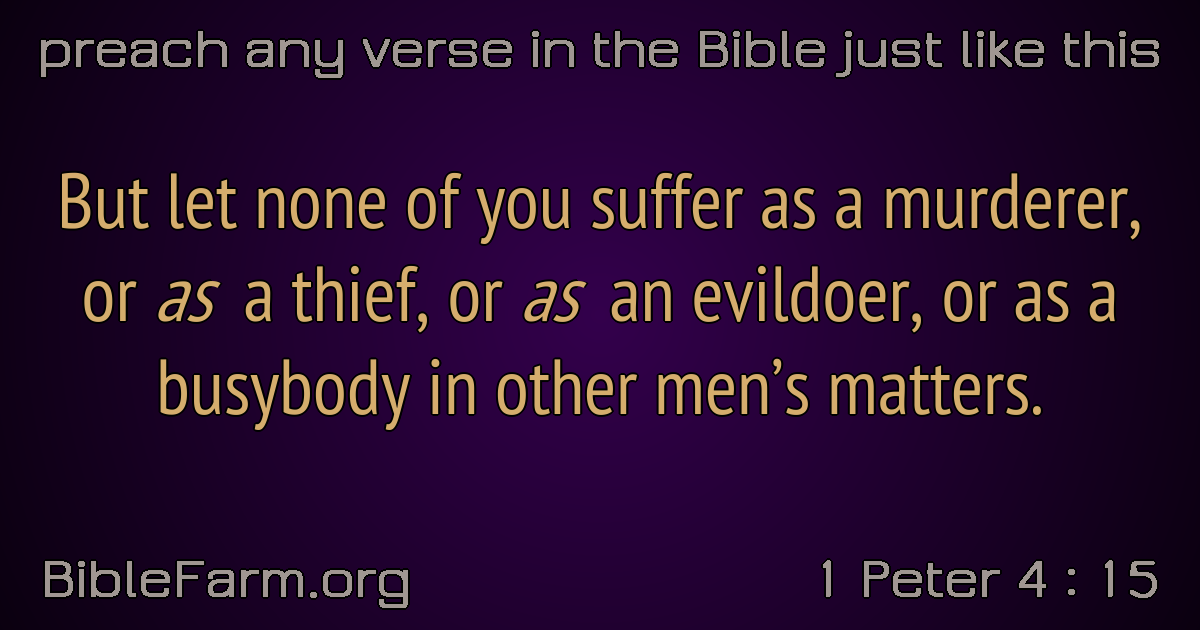 preach any verse in the Bible just like this
But let none of you suffer as a murderer,
or as a thief, or as an evildoer, or as a
busybody in other men’s matters.
BibleFarm.org
1 Peter 4 : 15